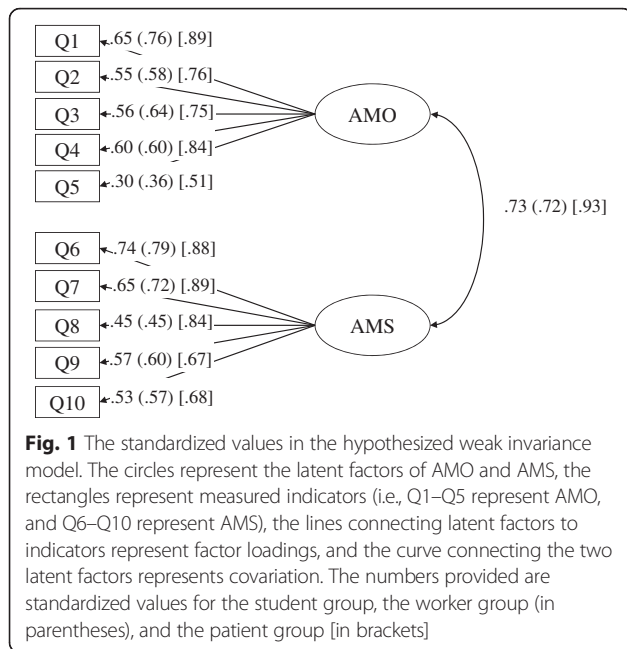 Q1 .65 (.76) [.89]
Q2 .55 (.58) [.76]
Q3 .56 (.64) [.75]
AMO
Q4 .60 (.60) [.84]
Q5 .30 (.36) [.51]
.73 (.72) [.93]
Q6 .74 (.79) [.88]
Q7 .65 (.72) [.89]
Q8 .45 (.45) [.84]
AMS
Q9 .57 (.60) [.67]
Q10 .53 (.57) [.68]
Fig. 1 The standardized values in the hypothesized weak invariance
model. The circles represent the latent factors of AMO and AMS, the
rectangles represent measured indicators (i.e., Q1–Q5 represent AMO,
and Q6–Q10 represent AMS), the lines connecting latent factors to
indicators represent factor loadings, and the curve connecting the two
latent factors represents covariation. The numbers provided are
standardized values for the student group, the worker group (in
parentheses), and the patient group [in brackets]